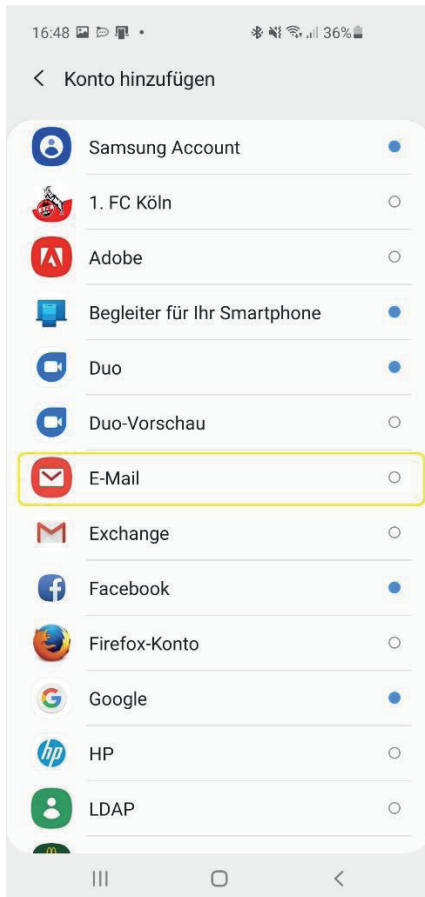 16:48 36%
Konto hinzufügen
Samsung Account
1. FC Köln
Adobe
Begleiter für Ihr Smartphone
Duo
Duo-Vorschau
E-Mail
Exchange
Facebook
Firefox-Konto
Google
hp HP
LDAP